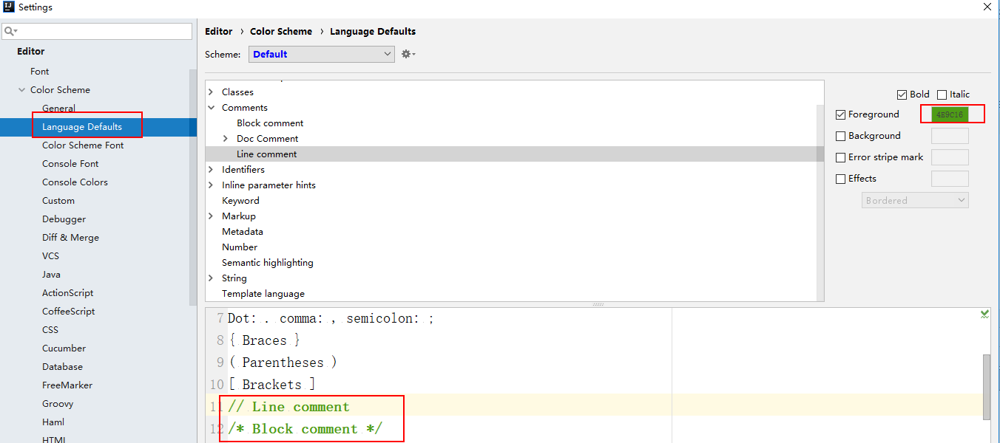 Settings
Editor
Font
Color Scheme
General
Language Defaults
Color Scheme Font
Console Font
Console Colors
Custom
Debugger
Diff & Merge
VCS
Java
ActionScript
CoffeeScript
CSS
Cucumber
Database
FreeMarker
Groovy
Haml
HTML
Editor › Color Scheme › Language Defaults
Scheme: Default
Classes
Comments
Block comment
Doc Comment
Line comment
Identifiers
Inline parameter hints
Keyword
Markup
Metadata
Number
Semantic highlighting
String
Template language
Bold Italic
Foreground 4E9C16
Background
Error stripe mark
Effects
Bordered
7 Dot: . comma: , semicolon: ;
8 { Braces }
9 ( Parentheses )
10 [ Brackets ]
11 // Line comment
12 /* Block comment */